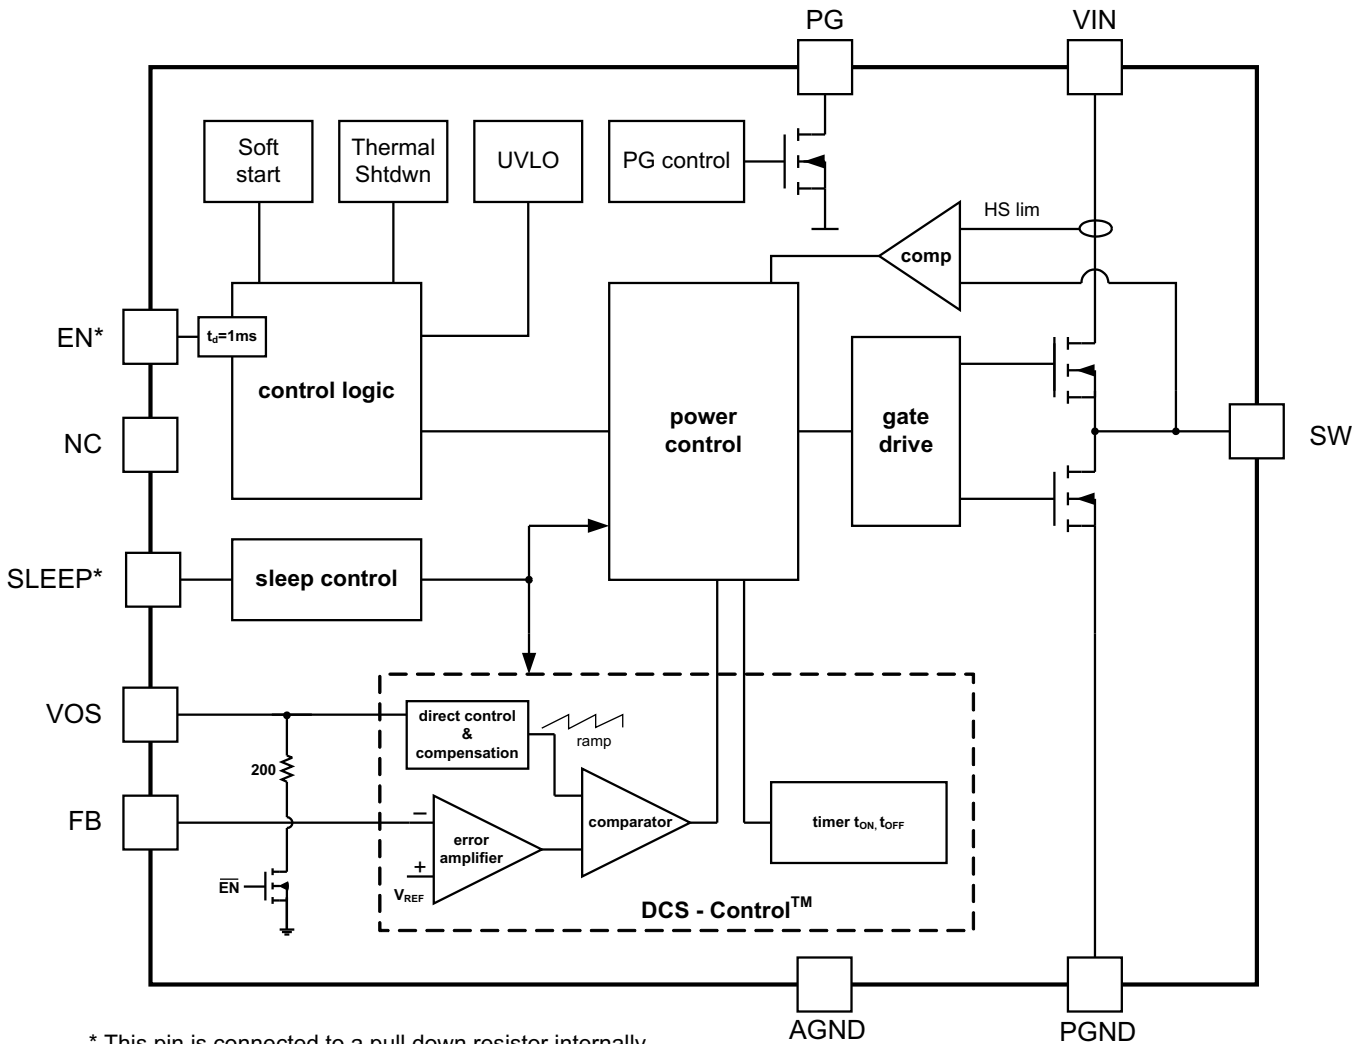 PG
VIN
Soft
start
Thermal
Shtdwn
UVLO
PG control
HS lim
comp
EN*
td=1ms
control logic
power
control
gate
drive
NC
SW
SLEEP*
sleep control
VOS
direct control
&
compensation
ramp
200
FB
comparator
timer tON, tOFF
−
error
amplifier
+
VREF
EN
DCS - Control™
AGND
PGND
* This pin is connected to a pull down resistor internally